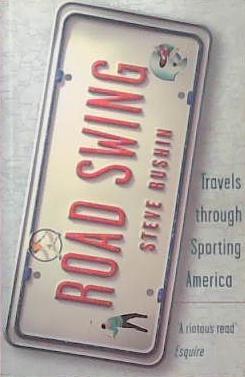 ROAD SWING
STEVE RUSHIN
Travels
through
Sporting
America
'A riotous read'
Esquire